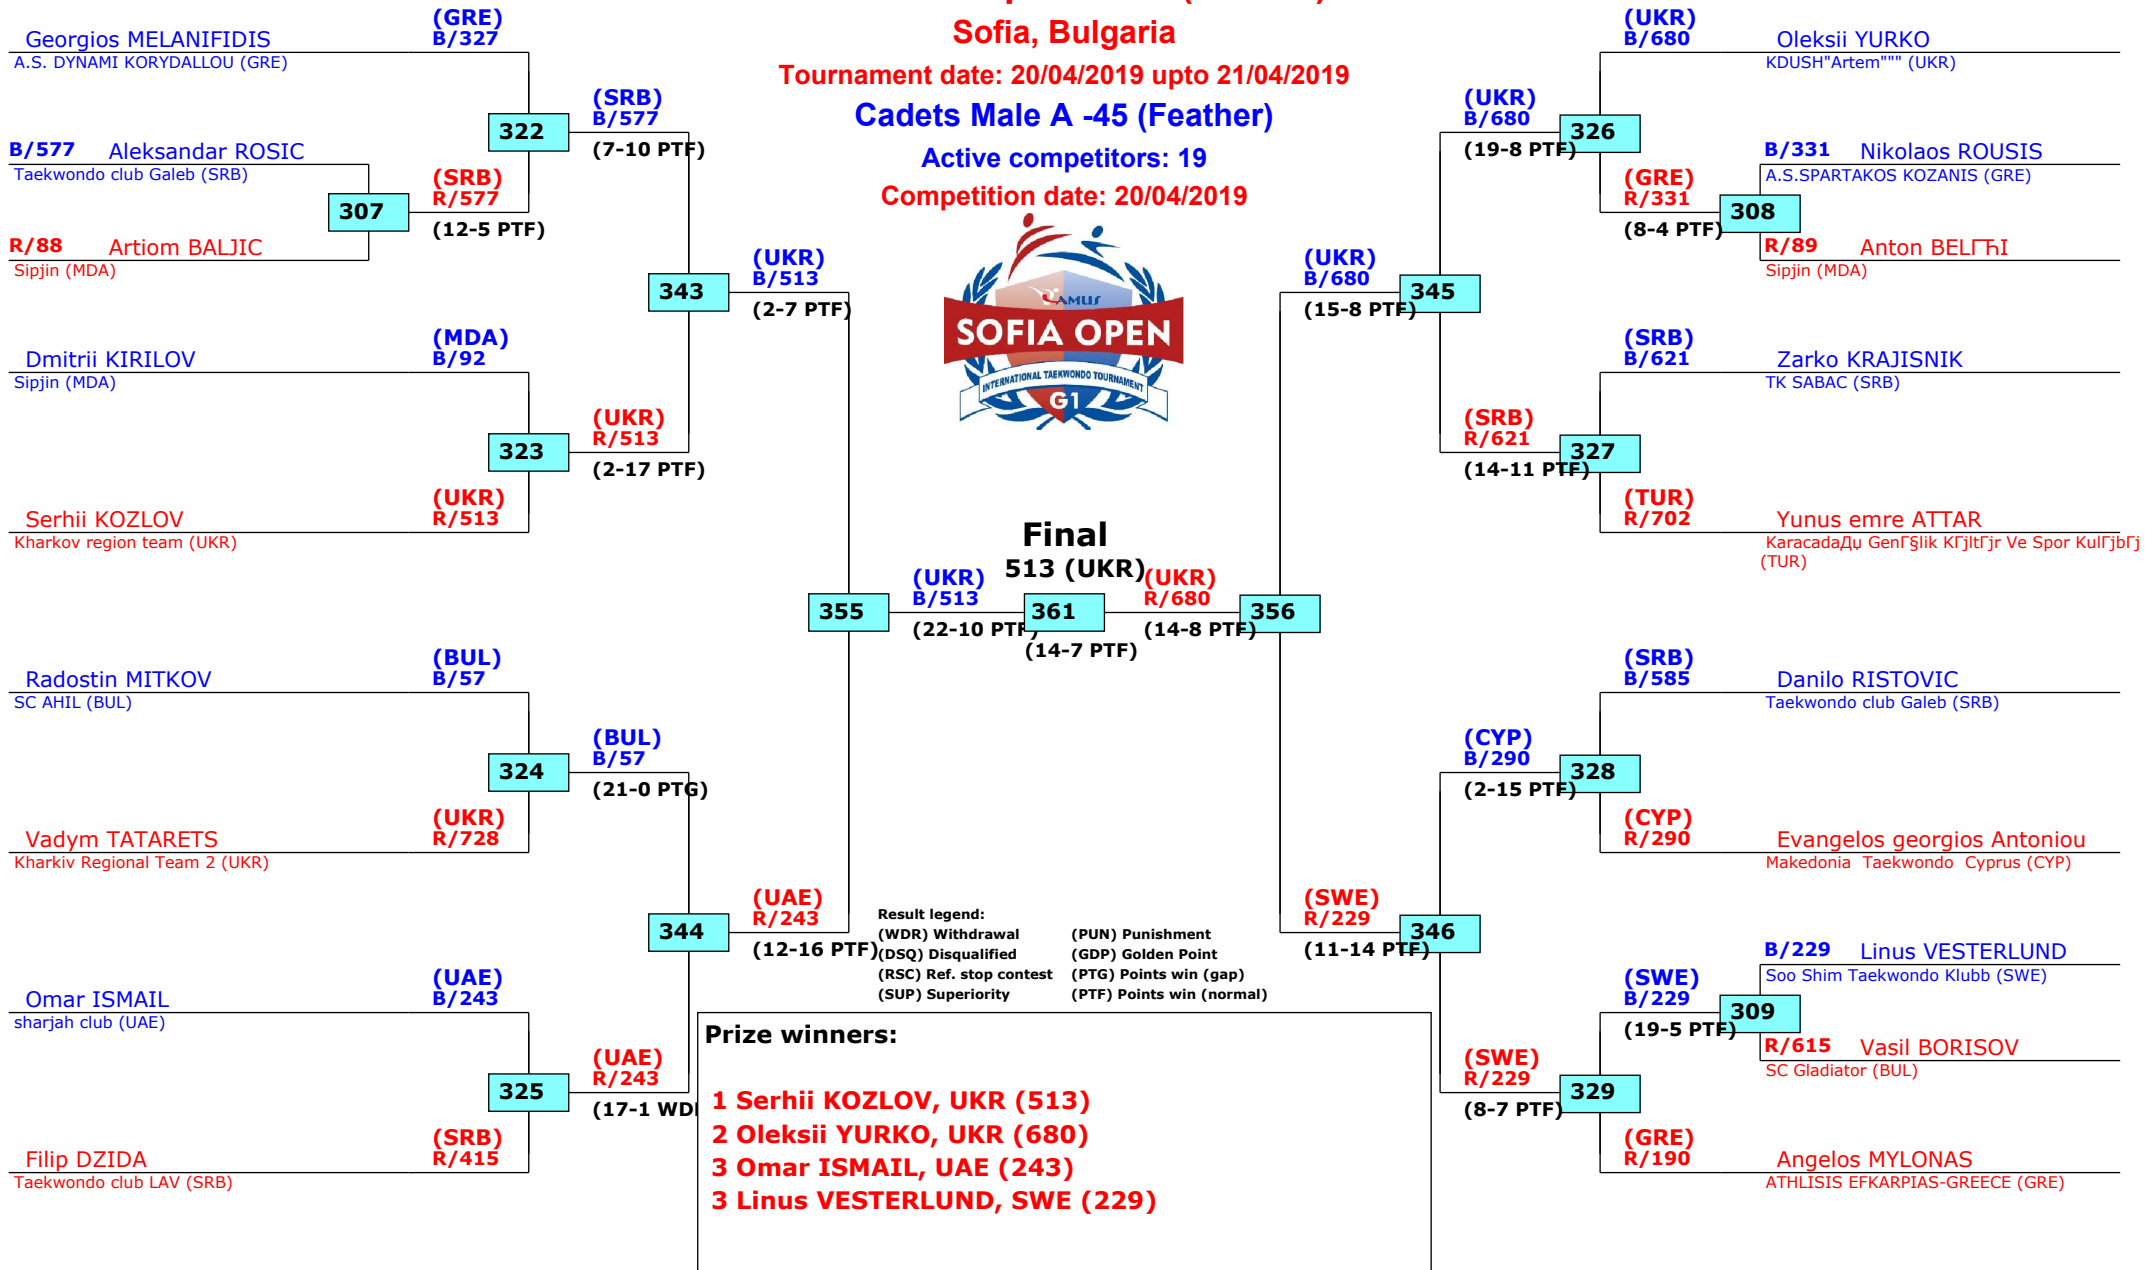 Sofia, Bulgaria
Tournament date: 20/04/2019 upto 21/04/2019
Cadets Male A -45 (Feather)
Active competitors: 19
Competition date: 20/04/2019
RAMUS
SOFIA OPEN
INTERNATIONAL TAEKWONDO TOURNAMENT
G1
Georgios MELANIFIDIS
(GRE)
B/327
A.S. DYNAMI KORYDALLOU (GRE)
322
(SRB)
B/577
(7-10 PTF)
B/577 Aleksandar ROSIC
Taekwondo club Galeb (SRB)
307
(SRB)
R/577
(12-5 PTF)
R/88 Artiom BALJIC
Sipjin (MDA)
343
(UKR)
B/513
(2-7 PTF)
Dmitrii KIRILOV
(MDA)
B/92
Sipjin (MDA)
323
(UKR)
R/513
(2-17 PTF)
Serhii KOZLOV
(UKR)
R/513
Kharkov region team (UKR)
355
(UKR)
B/513
(22-10 PTF)
Radostin MITKOV
(BUL)
B/57
SC AHIL (BUL)
324
(BUL)
B/57
(21-0 PTG)
Vadym TATARETS
(UKR)
R/728
Kharkiv Regional Team 2 (UKR)
344
(UAE)
R/243
(12-16 PTF)
Omar ISMAIL
(UAE)
B/243
sharjah club (UAE)
325
(UAE)
R/243
(17-1 WD
Filip DZIDA
(SRB)
R/415
Taekwondo club LAV (SRB)
Final
513 (UKR)
361
(14-7 PTF)
(UKR)
R/680
(14-8 PTF)
356
(UKR)
B/680
Oleksii YURKO
KDUSH"Artem""" (UKR)
(UKR)
B/680
(19-8 PTF)
326
B/331 Nikolaos ROUSIS
A.S.SPARTAKOS KOZANIS (GRE)
(GRE)
R/331
(8-4 PTF)
308
R/89 Anton BELГЂI
Sipjin (MDA)
(UKR)
B/680
(15-8 PTF)
345
(SRB)
B/621
Zarko KRAJISNIK
TK SABAC (SRB)
(SRB)
R/621
(14-11 PTF)
327
(TUR)
R/702
Yunus emre ATTAR
KaracadaДџ GenГ§lik KГјltГјr Ve Spor KulГјbГј
(TUR)
(SRB)
B/585
Danilo RISTOVIC
Taekwondo club Galeb (SRB)
(CYP)
B/290
(2-15 PTF)
328
(CYP)
R/290
Evangelos georgios Antoniou
Makedonia Taekwondo Cyprus (CYP)
(SWE)
R/229
(11-14 PTF)
346
B/229 Linus VESTERLUND
Soo Shim Taekwondo Klubb (SWE)
(SWE)
B/229
(19-5 PTF)
309
R/615 Vasil BORISOV
SC Gladiator (BUL)
(SWE)
R/229
(8-7 PTF)
329
(GRE)
R/190
Angelos MYLONAS
ATHLISIS EFKARPIAS-GREECE (GRE)
Result legend:
(WDR) Withdrawal (PUN) Punishment
(DSQ) Disqualified (GDP) Golden Point
(RSC) Ref. stop contest (PTG) Points win (gap)
(SUP) Superiority (PTF) Points win (normal)
Prize winners:
1 Serhii KOZLOV, UKR (513)
2 Oleksii YURKO, UKR (680)
3 Omar ISMAIL, UAE (243)
3 Linus VESTERLUND, SWE (229)